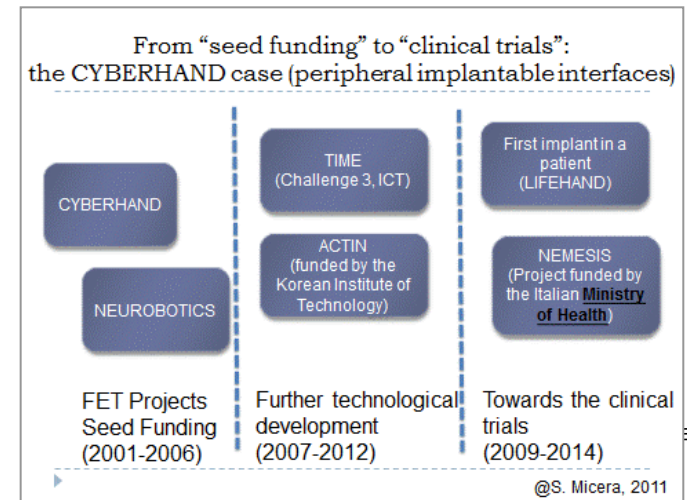 From “seed funding” to “clinical trials”:
the CYBERHAND case (peripheral implantable interfaces)
CYBERHAND
NEUROBOTICS
FET Projects
Seed Funding
(2001-2006)
TIME
(Challenge 3, ICT)
ACTIN
(funded by the
Korean Institute of
Technology)
Further technological
development
(2007-2012)
First implant in a
patient
(LIFEHAND)
NEMESIS
(Project funded by
the Italian Ministry
of Health)
Towards the clinical
trials
(2009-2014)
@S. Micera, 2011